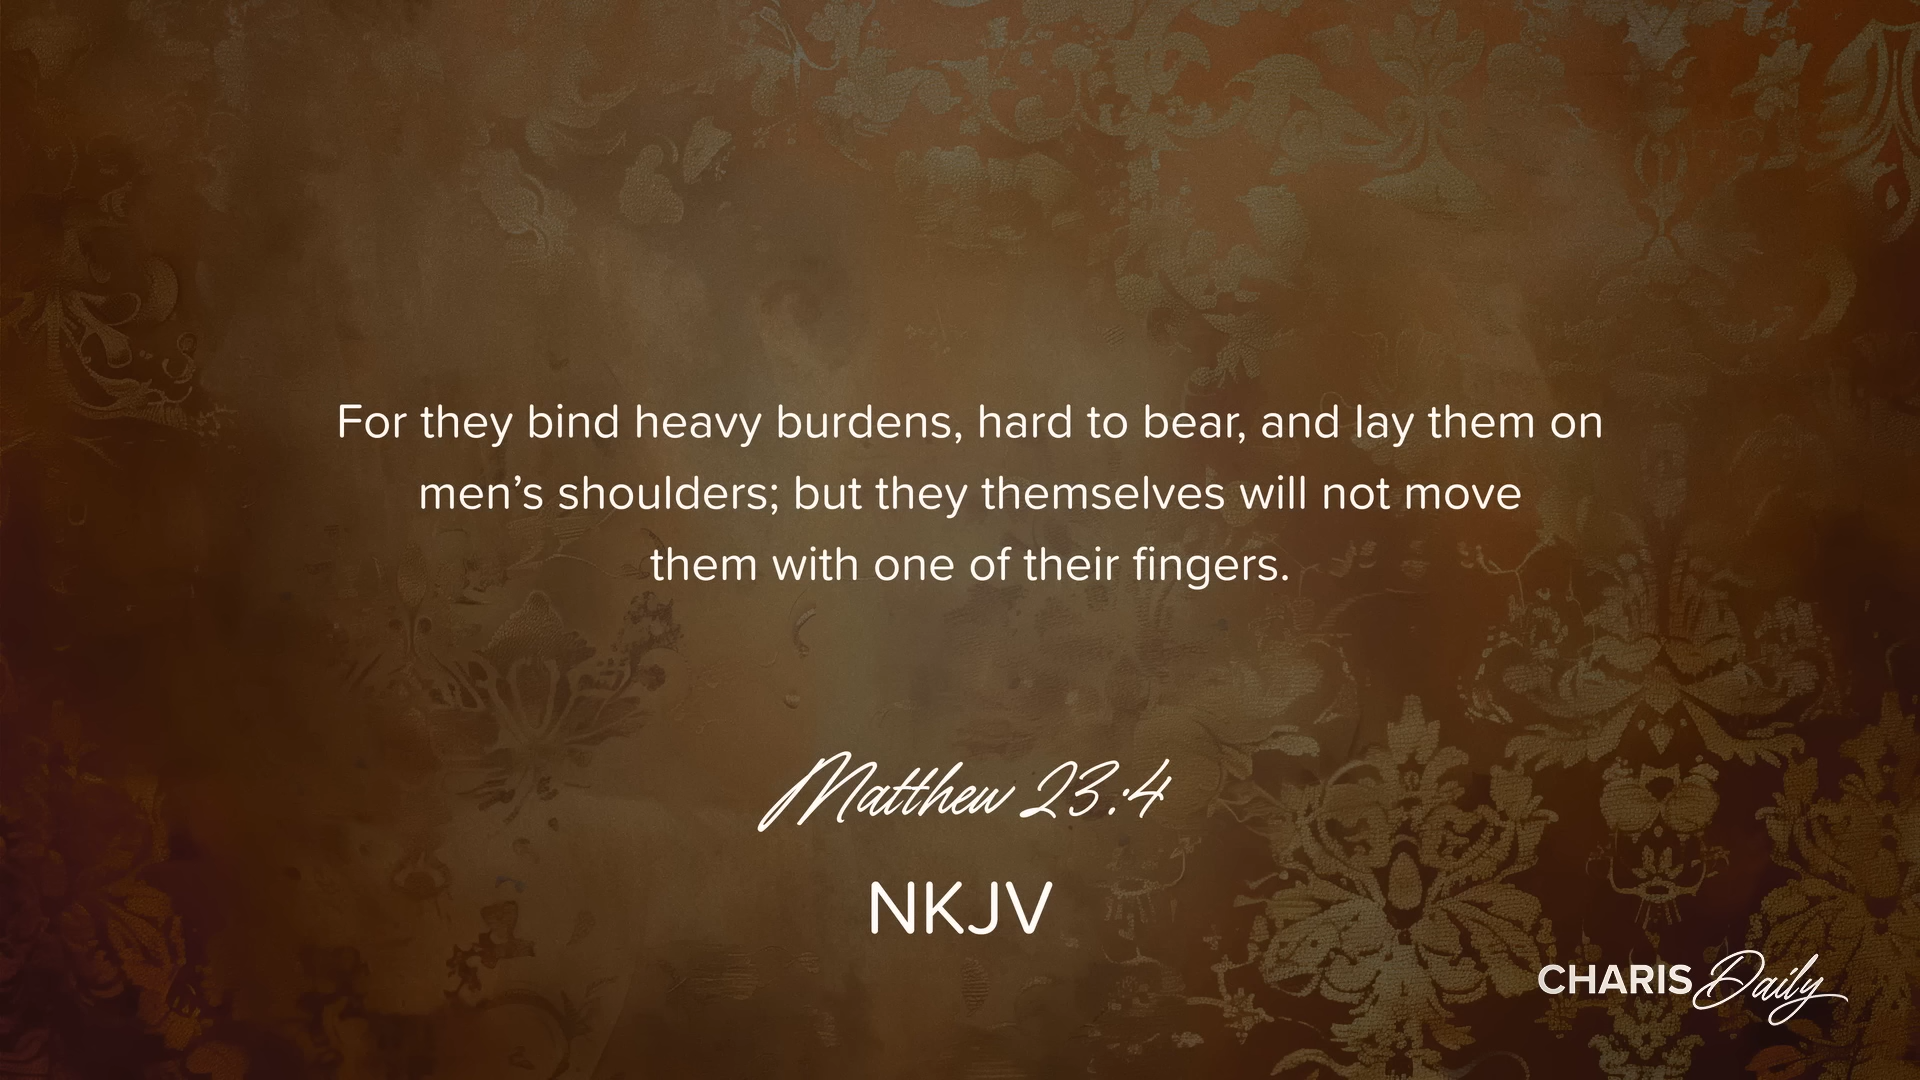 For they bind heavy burdens, hard to bear, and lay them on
men’s shoulders; but they themselves will not move
them with one of their fingers.
Matthew 23:4
NKJV
CHARIS Daily